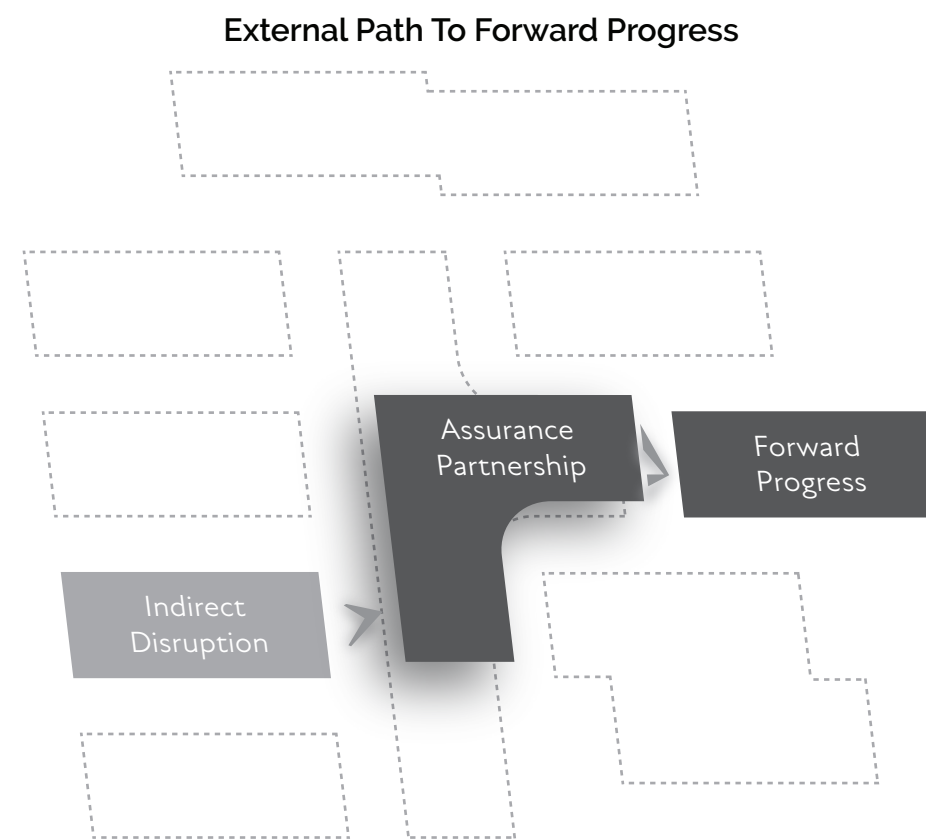 External Path To Forward Progress
Assurance
Partnership
Forward
Progress
Indirect
Disruption